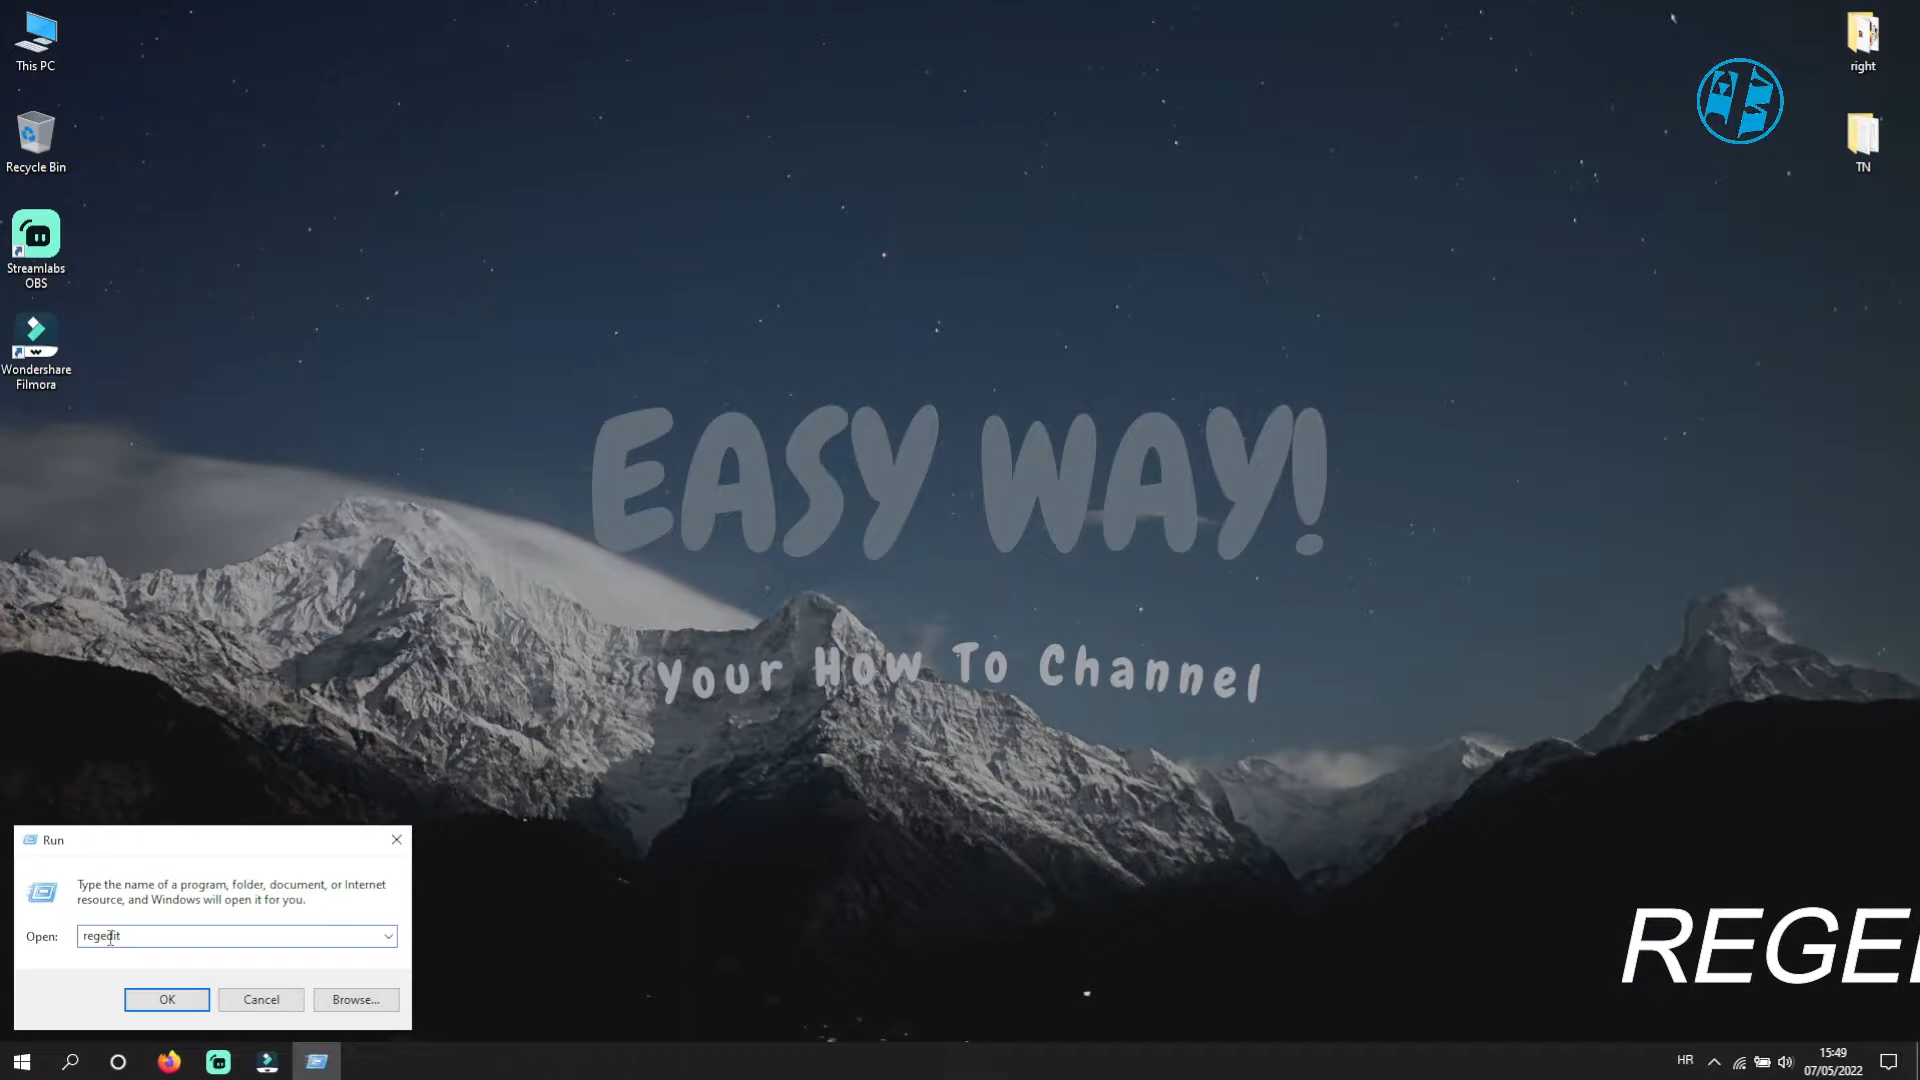 This PC
Recycle Bin
Streamlabs
OBS
Wondershare
Filmora
right
TN
EASY WAY!
Your How To Channel
Run
Type the name of a program, folder, document, or Internet
resource, and Windows will open it for you.
Open:
regedit
OK
Cancel
Browse...
REGE
HR
15:49
07/05/2022